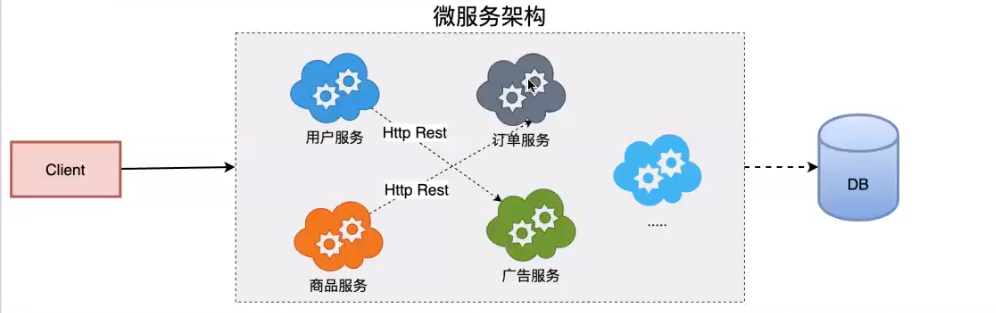 微服务架构
用户服务
Http Rest
订单服务
Client
Http Rest
DB
商品服务
广告服务
.....